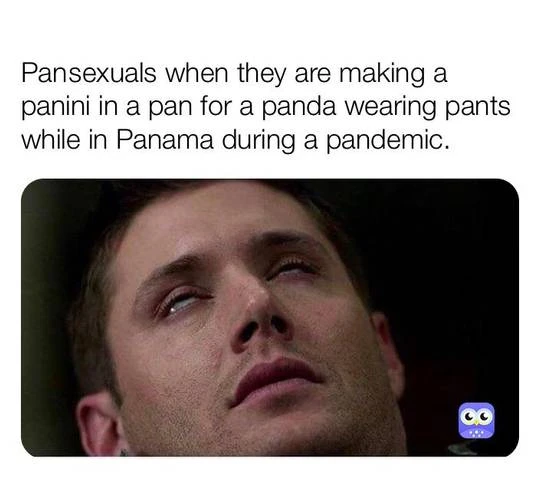 Pansexuals when they are making a
panini in a pan for a panda wearing pants
while in Panama during a pandemic.